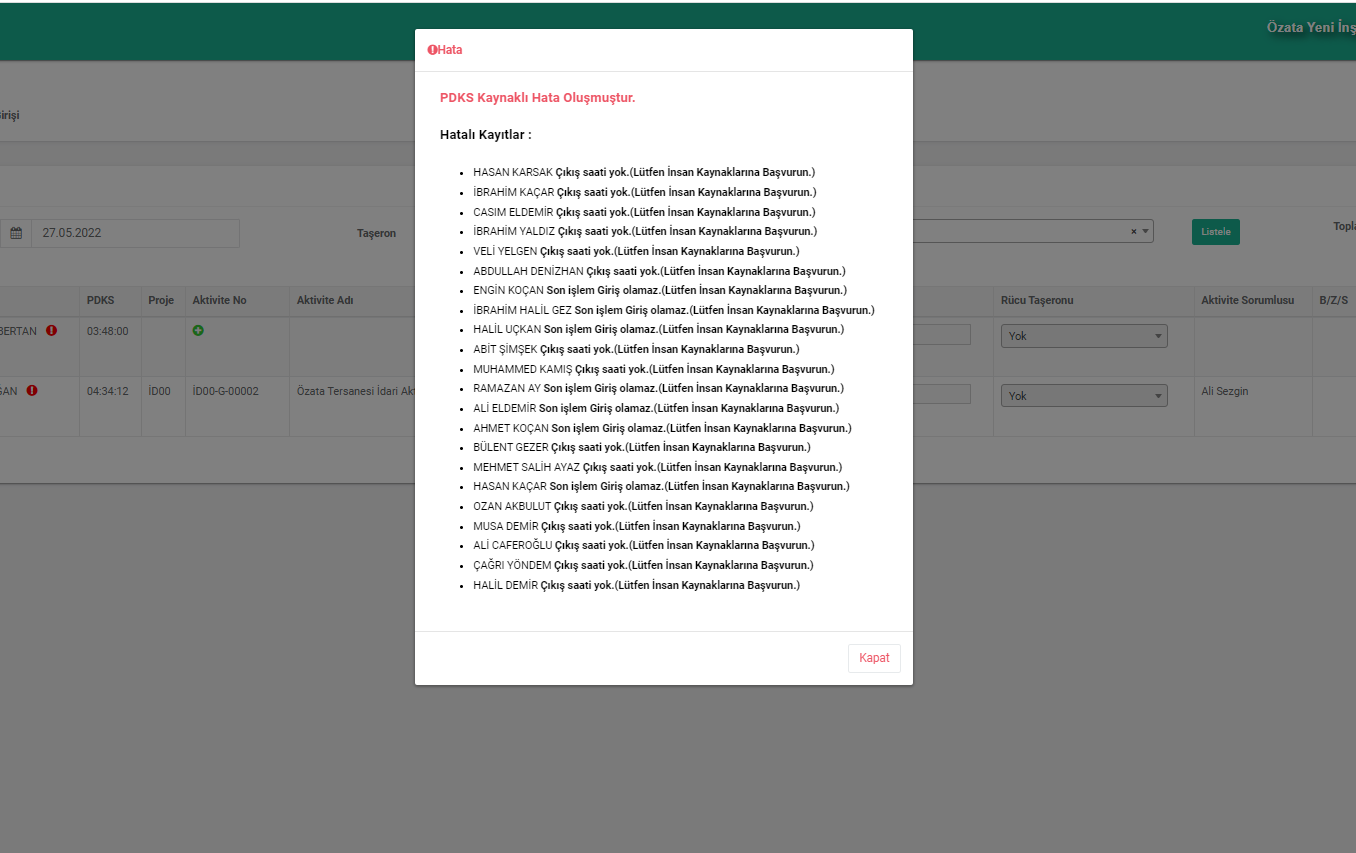 Özata Yeni İnş
Hata
PDKS Kaynaklı Hata Oluşmuştur.
irişi
Hatalı Kayıtlar :
HASAN KARSAK Çıkış saati yok.(Lütfen İnsan Kaynaklarına Başvurun.)
İBRAHİM KAÇAR Çıkış saati yok.(Lütfen İnsan Kaynaklarına Başvurun.)
CASIM ELDEMİR Çıkış saati yok.(Lütfen İnsan Kaynaklarına Başvurun.)
İBRAHİM YALDIZ Çıkış saati yok.(Lütfen İnsan Kaynaklarına Başvurun.)
VELİ YELGEN Çıkış saati yok.(Lütfen İnsan Kaynaklarına Başvurun.)
ABDULLAH DENİZHAN Çıkış saati yok.(Lütfen İnsan Kaynaklarına Başvurun.)
ENGİN KOÇAN Son işlem Giriş olamaz.(Lütfen İnsan Kaynaklarına Başvurun.)
İBRAHİM HALİL GEZ Son işlem Giriş olamaz.(Lütfen İnsan Kaynaklarına Başvurun.)
HALİL UÇKAN Son işlem Giriş olamaz.(Lütfen İnsan Kaynaklarına Başvurun.)
ABİT ŞİMŞEK Çıkış saati yok.(Lütfen İnsan Kaynaklarına Başvurun.)
MUHAMMED KAMIŞ Çıkış saati yok.(Lütfen İnsan Kaynaklarına Başvurun.)
RAMAZAN AY Son işlem Giriş olamaz.(Lütfen İnsan Kaynaklarına Başvurun.)
ALİ ELDEMİR Son işlem Giriş olamaz.(Lütfen İnsan Kaynaklarına Başvurun.)
AHMET KOÇAN Son işlem Giriş olamaz.(Lütfen İnsan Kaynaklarına Başvurun.)
BÜLENT GEZER Çıkış saati yok.(Lütfen İnsan Kaynaklarına Başvurun.)
MEHMET SALİH AYAZ Çıkış saati yok.(Lütfen İnsan Kaynaklarına Başvurun.)
HASAN KAÇAR Son işlem Giriş olamaz.(Lütfen İnsan Kaynaklarına Başvurun.)
OZAN AKBULUT Çıkış saati yok.(Lütfen İnsan Kaynaklarına Başvurun.)
MUSA DEMİR Çıkış saati yok.(Lütfen İnsan Kaynaklarına Başvurun.)
ALİ CAFEROĞLU Çıkış saati yok.(Lütfen İnsan Kaynaklarına Başvurun.)
ÇAĞRI YÖNDEM Çıkış saati yok.(Lütfen İnsan Kaynaklarına Başvurun.)
HALİL DEMİR Çıkış saati yok.(Lütfen İnsan Kaynaklarına Başvurun.)
Kapat
27.05.2022 Taşeron × Listele Topla
PDKS Proje Aktivite No Aktivite Adı Rücu Taşeronu Aktivite Sorumlusu B/Z/S
BERTAN 03:48:00 Yok
GAN 04:34:12 İD00 İD00-G-00002 Özata Tersanesi İdari Akt Yok Ali Sezgin